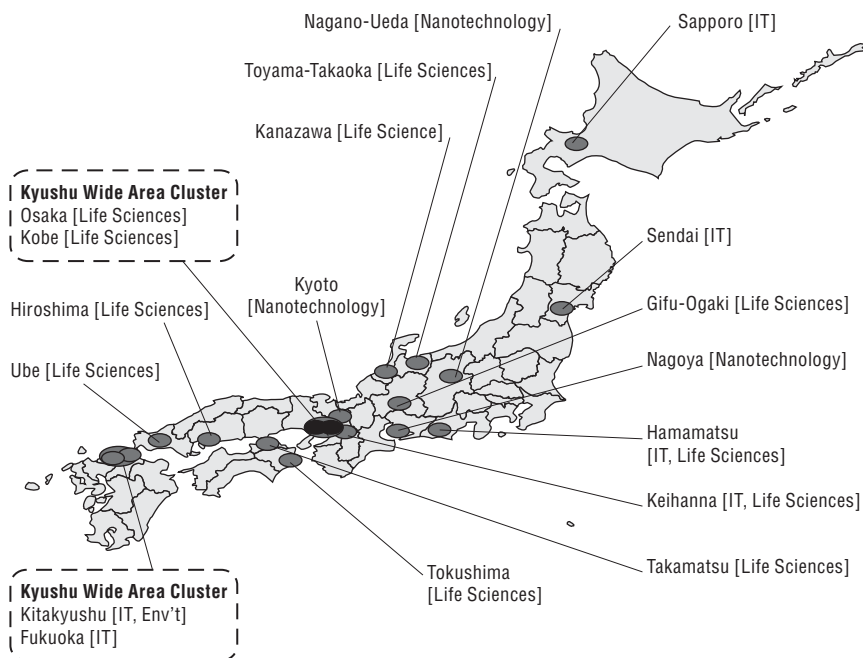 Nagano-Ueda [Nanotechnology]
Sapporo [IT]
Toyama-Takaoka [Life Sciences]
Kanazawa [Life Science]
Kyushu Wide Area Cluster
Osaka [Life Sciences]
Kobe [Life Sciences]
Sendai [IT]
Kyoto
[Nanotechnology]
Hiroshima [Life Sciences]
Gifu-Ogaki [Life Sciences]
Ube [Life Sciences]
Nagoya [Nanotechnology]
Hamamatsu
[IT, Life Sciences]
Keihanna [IT, Life Sciences]
Takamatsu [Life Sciences]
Tokushima
[Life Sciences]
Kyushu Wide Area Cluster
Kitakyushu [IT, Env't]
Fukuoka [IT]